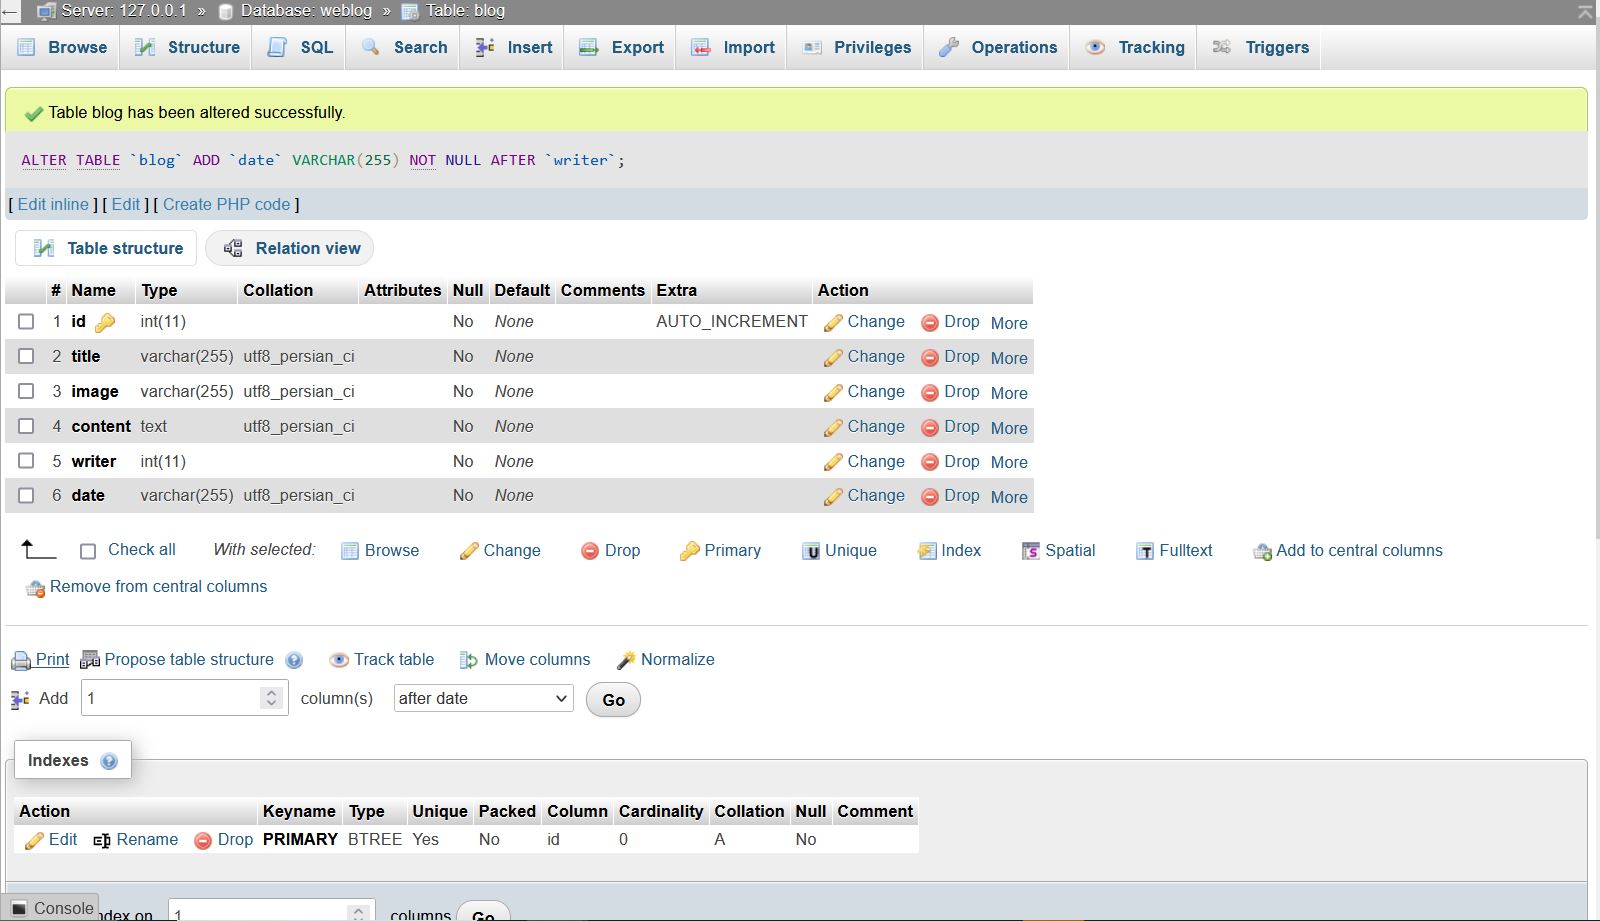 Server: 127.0.0.1 » Database: weblog » Table: blog
Browse Structure SQL Search Insert Export Import Privileges Operations Tracking Triggers
Table blog has been altered successfully.
ALTER TABLE `blog` ADD `date` VARCHAR(255) NOT NULL AFTER `writer`;
[ Edit inline ] [ Edit ] [ Create PHP code ]
Table structure Relation view
# Name Type Collation Attributes Null Default Comments Extra Action
1 id int(11) No None AUTO_INCREMENT Change Drop More
2 title varchar(255) utf8_persian_ci No None Change Drop More
3 image varchar(255) utf8_persian_ci No None Change Drop More
4 content text utf8_persian_ci No None Change Drop More
5 writer int(11) No None Change Drop More
6 date varchar(255) utf8_persian_ci No None Change Drop More
Check all With selected: Browse Change Drop Primary Unique Index Spatial Fulltext Add to central columns
Remove from central columns
Print Propose table structure Track table Move columns Normalize
Add 1 column(s) after date Go
Indexes
Action Keyname Type Unique Packed Column Cardinality Collation Null Comment
Edit Rename Drop PRIMARY BTREE Yes No id 0 A No
Console ndex on 1 columns Go